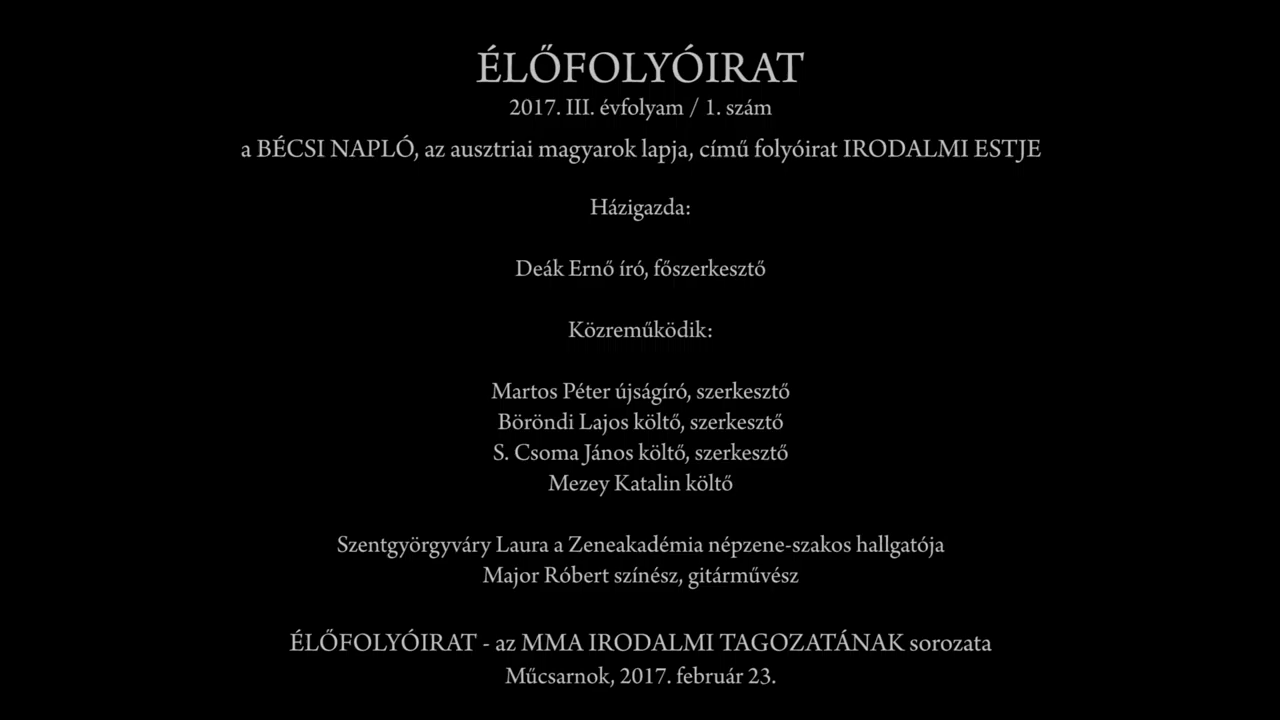 ÉLŐFOLYÓIRAT
2017. III. évfolyam / 1. szám
a BÉCSI NAPLÓ, az ausztriai magyarok lapja, című folyóirat IRODALMI ESTJE
Házigazda:
Deák Ernő író, főszerkesztő
Közreműködik:
Martos Péter újságíró, szerkesztő
Böröndi Lajos költő, szerkesztő
S. Csoma János költő, szerkesztő
Mezey Katalin költő
Szentgyörgyváry Laura a Zeneakadémia népzene-szakos hallgatója
Major Róbert színész, gitárművész
ÉLŐFOLYÓIRAT - az MMA IRODALMI TAGOZATÁNAK sorozata
Műcsarnok, 2017. február 23.